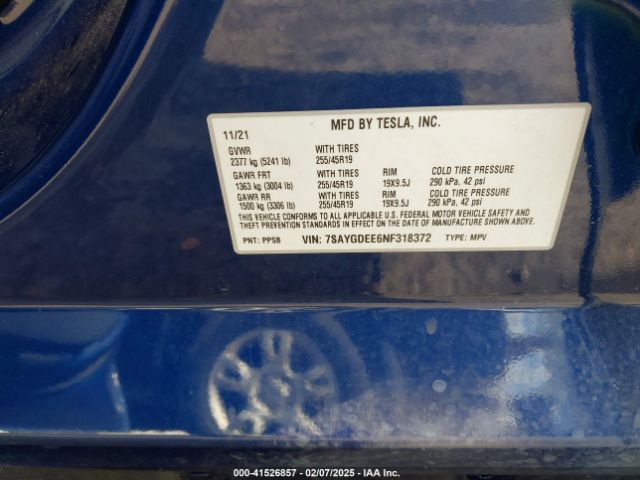 MFD BY TESLA, INC.
11/21
GVWR WITH TIRES
2377 kg (5241 lb) 255/45R19
GAWR FRT WITH TIRES RIM COLD TIRE PRESSURE
1363 kg (3004 lb) 255/45R19 19X9.5J 290 kPa, 42 psi
GAWR RR WITH TIRES RIM COLD TIRE PRESSURE
1500 kg (3306 lb) 255/45R19 19X9.5J 290 kPa, 42 psi
THIS VEHICLE CONFORMS TO ALL APPLICABLE U.S. FEDERAL MOTOR VEHICLE SAFETY AND
THEFT PREVENTION STANDARDS IN EFFECT ON THE DATE OF MANUFACTURE SHOWN ABOVE.
PNT: PPSB VIN: 7SAYGDEE6NF318372 TYPE: MPV
000-41526857 - 02/07/2025 - IAA Inc.